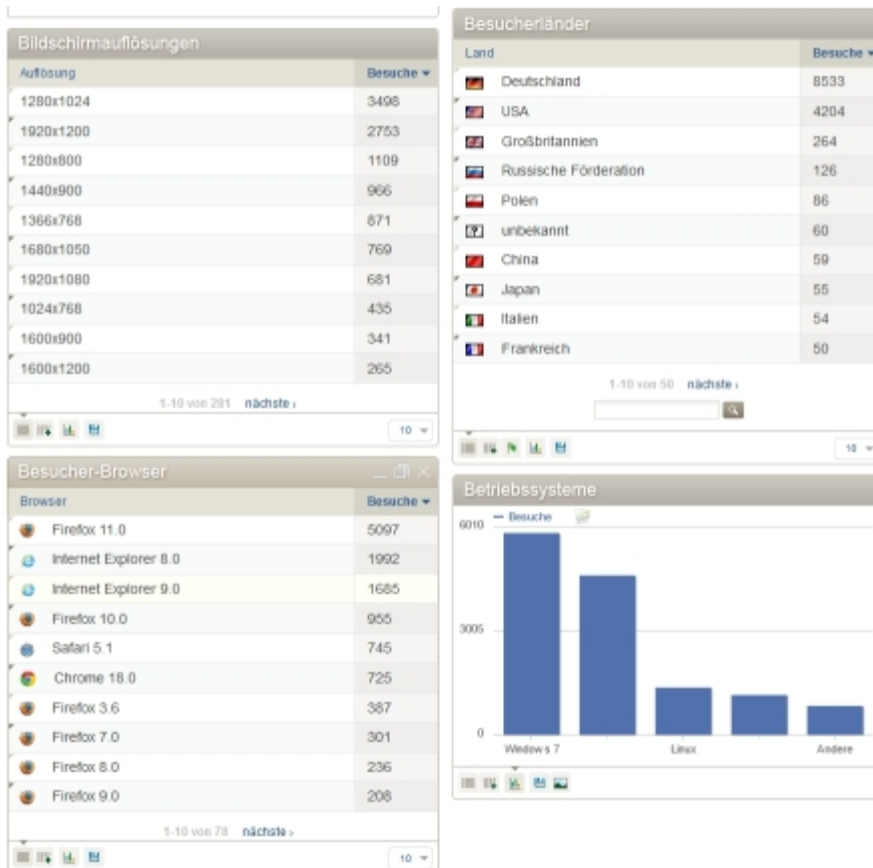 Bildschirmauflösungen
Auflösung Besuche
1280x1024 3498
1920x1200 2753
1280x800 1109
1440x900 966
1366x768 871
1680x1050 769
1920x1080 681
1024x768 435
1600x900 341
1600x1200 265
1-10 von 281 nächste ›
10
Besucher-Browser
Browser Besuche
Firefox 11.0 5097
Internet Explorer 8.0 1992
Internet Explorer 9.0 1685
Firefox 10.0 955
Safari 5.1 745
Chrome 18.0 725
Firefox 3.6 387
Firefox 7.0 301
Firefox 8.0 236
Firefox 9.0 208
1-10 von 78 nächste ›
10
Besucherländer
Land Besuche
Deutschland 8533
USA 4204
Großbritannien 264
Russische Förderation 126
Polen 86
unbekannt 60
China 59
Japan 55
Italien 54
Frankreich 50
1-10 von 50 nächste ›
10
Betriebssysteme
Besuche
6010
3005
0
Windows 7 Linux Andere